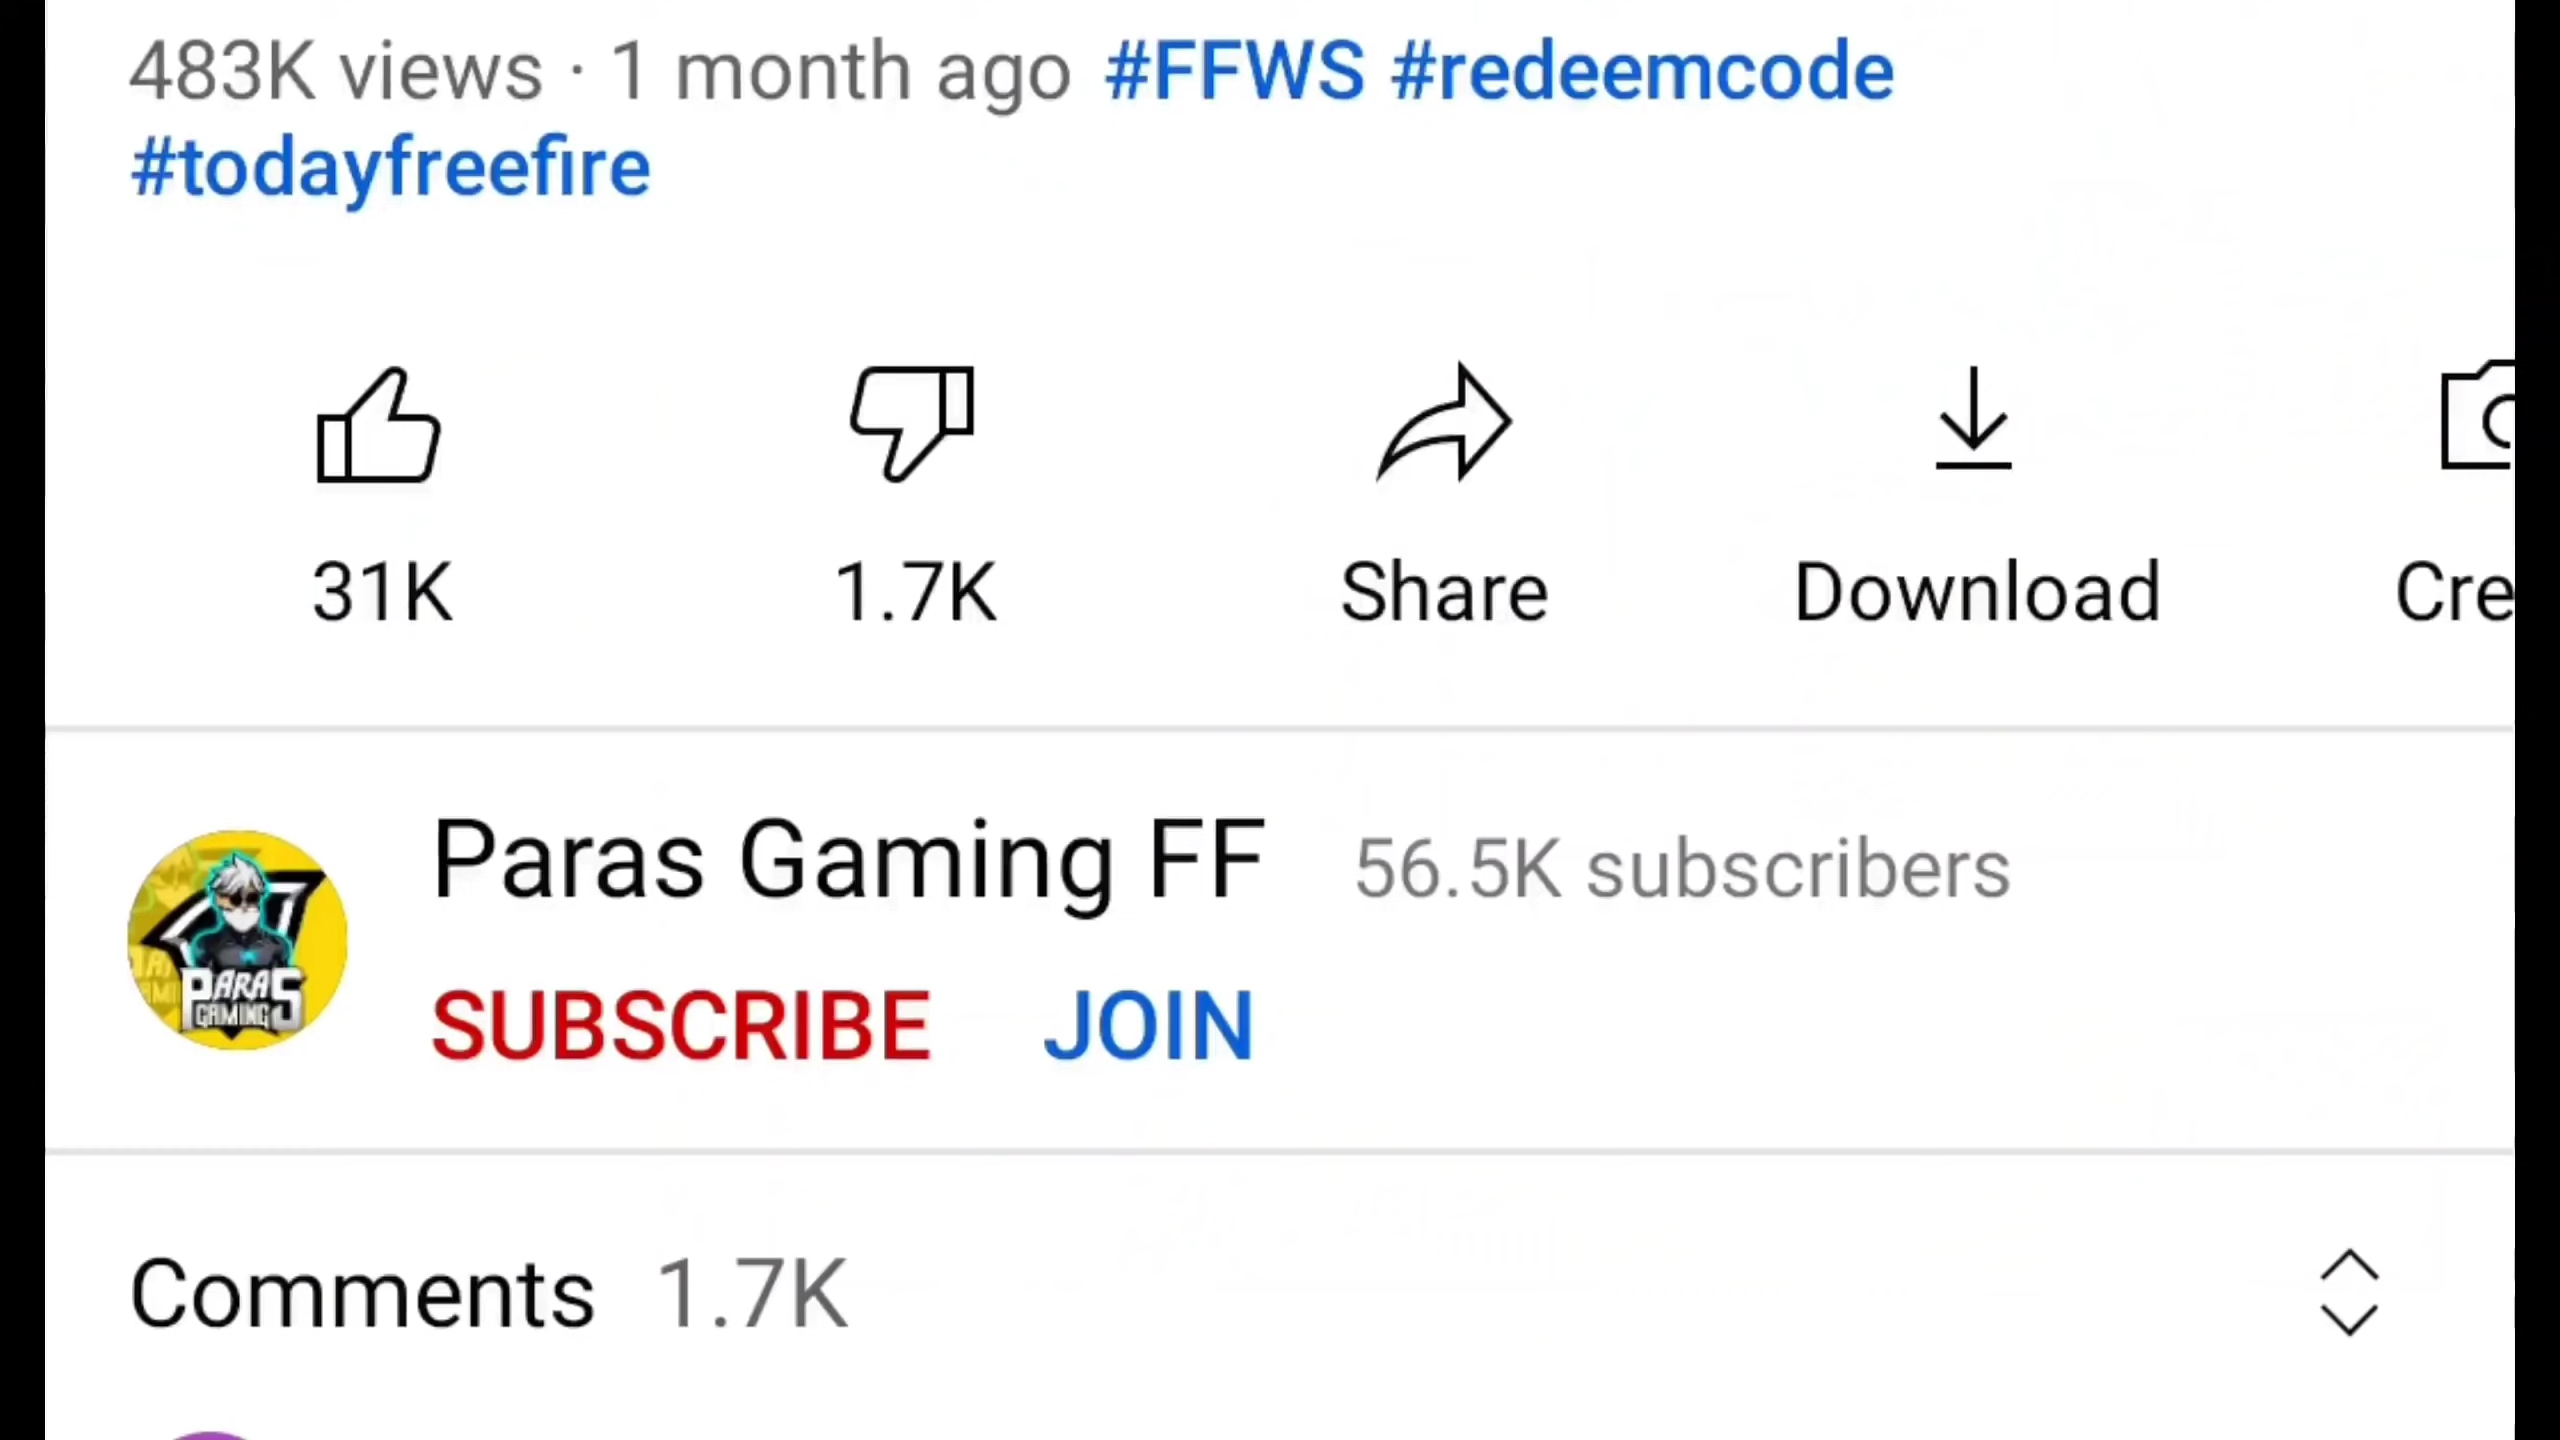 483K views · 1 month ago #FFWS #redeemcode
#todayfreefire
31K 1.7K Share Download Cre
Paras Gaming FF 56.5K subscribers
PARAS
GAMING
SUBSCRIBE JOIN
Comments 1.7K